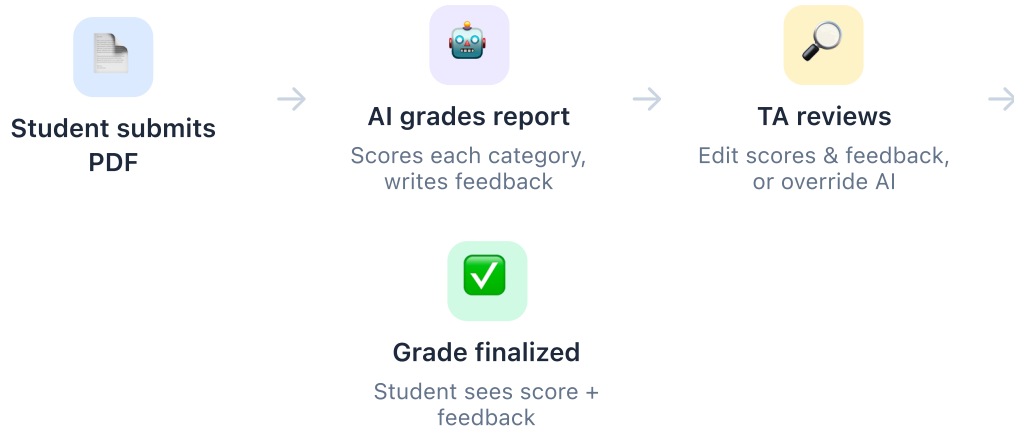 Student submits
PDF
AI grades report
Scores each category,
writes feedback
TA reviews
Edit scores & feedback,
or override AI
Grade finalized
Student sees score +
feedback